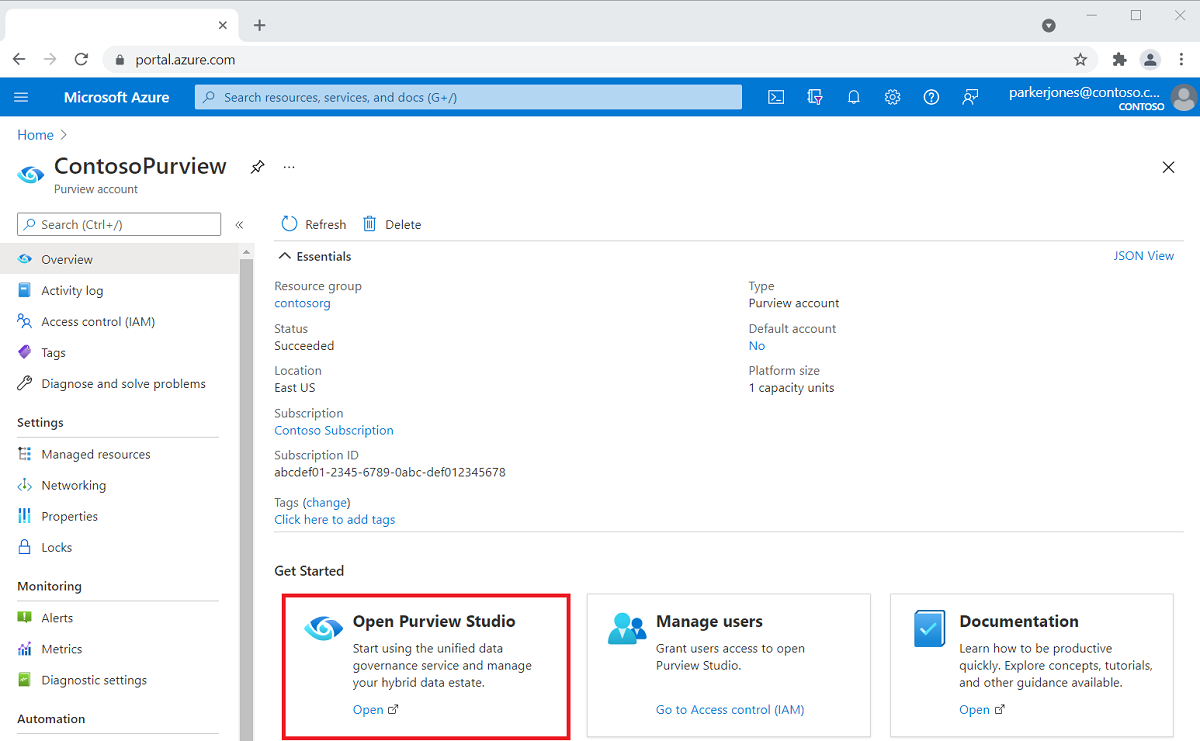 portal.azure.com
Microsoft Azure
Search resources, services, and docs (G+/)
parkerjones@contoso.c...
CONTOSO
Home
ContosoPurview
...
Purview account
Search (Ctrl+/)
«
Refresh
Delete
Overview
Activity log
Access control (IAM)
Tags
Diagnose and solve problems
Settings
Managed resources
Networking
Properties
Locks
Monitoring
Alerts
Metrics
Diagnostic settings
Automation
Essentials
JSON View
Resource group
contosorg
Status
Succeeded
Location
East US
Subscription
Contoso Subscription
Subscription ID
abcdef01-2345-6789-0abc-def012345678
Tags (change)
Click here to add tags
Type
Purview account
Default account
No
Platform size
1 capacity units
Get Started
Open Purview Studio
Start using the unified data
governance service and manage
your hybrid data estate.
Open
Manage users
Grant users access to open
Purview Studio.
Go to Access control (IAM)
Documentation
Learn how to be productive
quickly. Explore concepts, tutorials,
and other guidance available.
Open